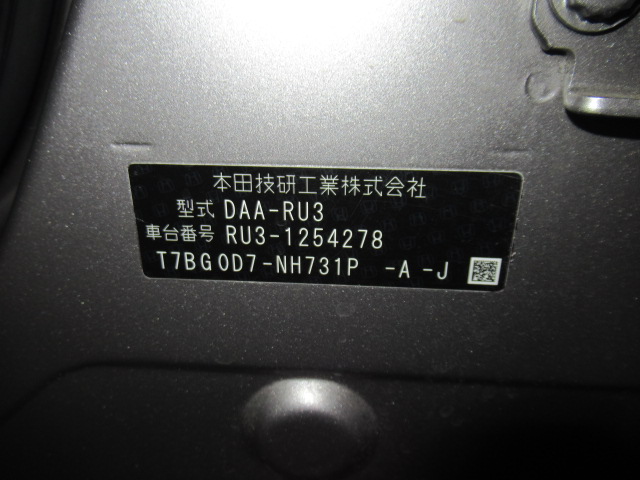 本田技研工業株式会社
型式 DAA-RU3
車台番号 RU3-1254278
T7BG0D7-NH731P -A -J